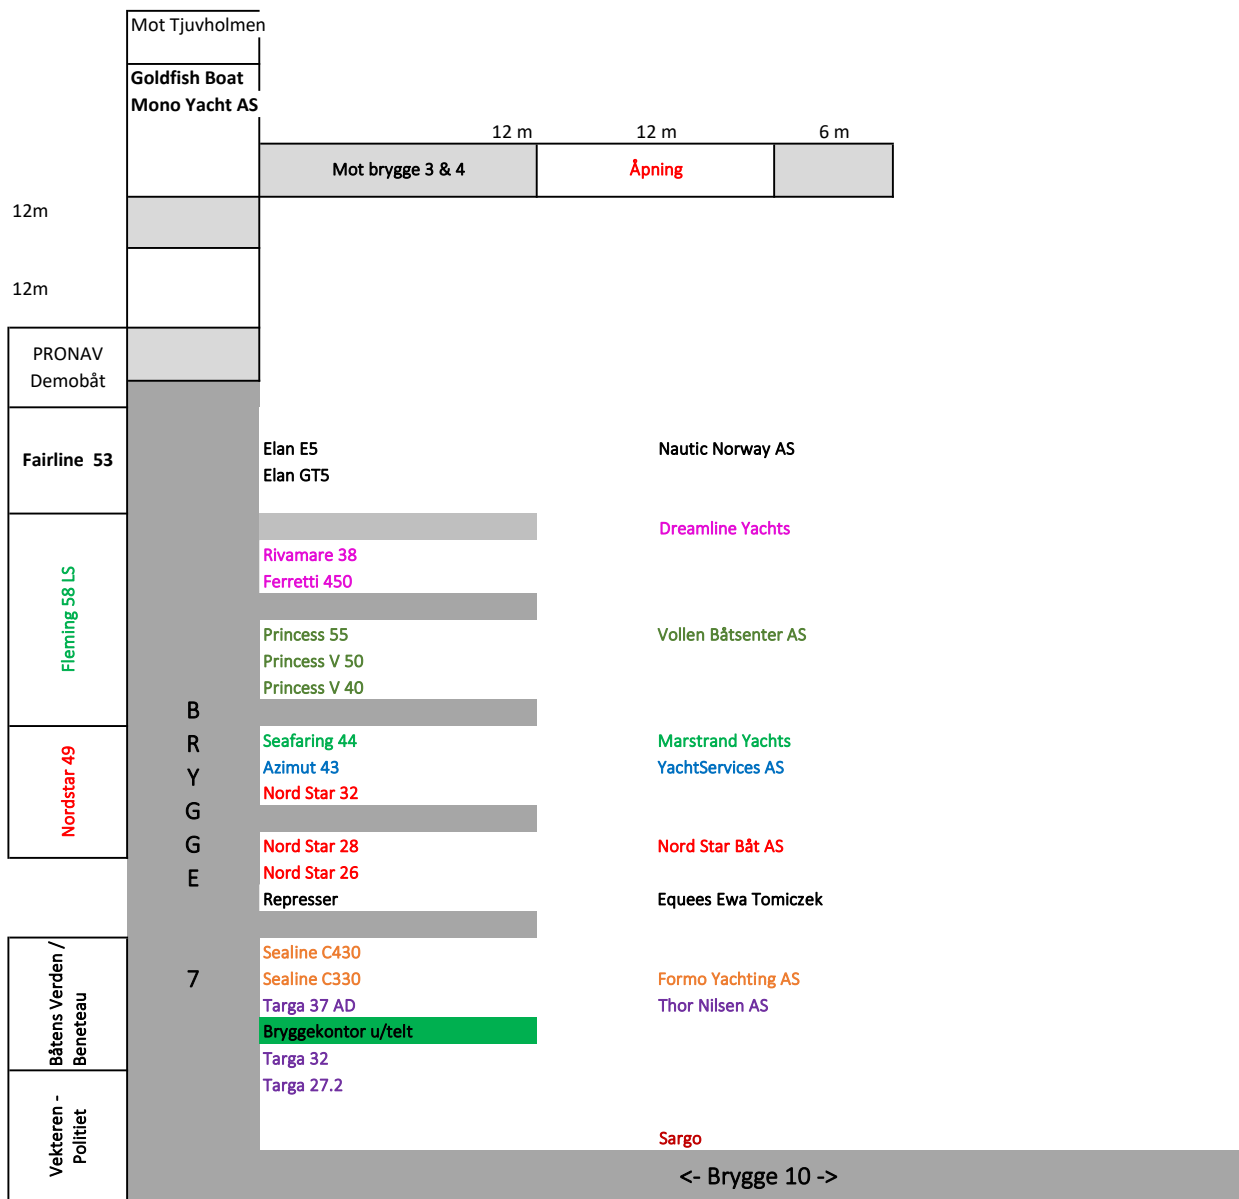 Mot Tjuvholmen
Goldfish Boat
Mono Yacht AS
12 m
12 m
6 m
Mot brygge 3 & 4
Åpning
12m
12m
PRONAV
Demobåt
Fairline 53
Elan E5
Nautic Norway AS
Elan GT5
Dreamline Yachts
Rivamare 38
Ferretti 450
Fleming 58 LS
Princess 55
Vollen Båtsenter AS
Princess V 50
Princess V 40
Nordstar 49
Seafaring 44
Marstrand Yachts
Azimut 43
YachtServices AS
Nord Star 32
Nord Star 28
Nord Star Båt AS
Nord Star 26
Represser
Equees Ewa Tomiczek
B
R
Y
G
G
E
7
Båtens Verden /
Beneteau
Sealine C430
Sealine C330
Formo Yachting AS
Targa 37 AD
Thor Nilsen AS
Bryggekontor u/telt
Targa 32
Targa 27.2
Vekteren -
Politiet
Sargo
<- Brygge 10 ->